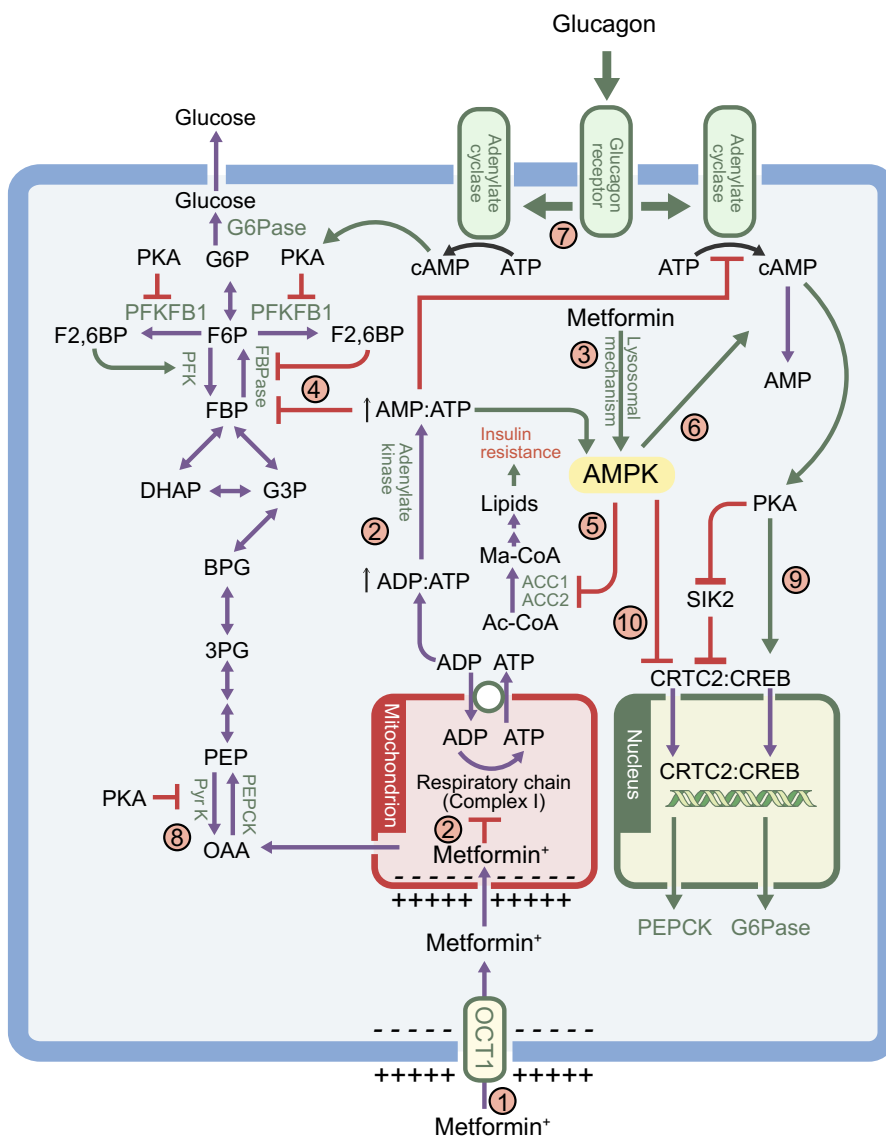 Glucagon
Glucose
Adenylate
cyclase
Glucagon
receptor
Adenylate
cyclase
Glucose
G6Pase
7
PKA
G6P
PKA
cAMP
ATP
ATP
cAMP
PFKFB1
PFKFB1
F2,6BP
F6P
F2,6BP
Metformin
3
Lysosomal
mechanism
PFK
FBPase
4
AMP
FBP
↑AMP:ATP
6
Insulin
resistance
AMPK
DHAP
G3P
Adenylate
kinase
Lipids
PKA
2
5
Ma-CoA
BPG
↑ADP:ATP
ACC1
ACC2
SIK2
9
Ac-CoA
10
3PG
ADP
ATP
CRTC2:CREB
Mitochondrion
ADP
ATP
Nucleus
PEP
Respiratory chain
(Complex I)
CRTC2:CREB
PKA
Pyr K
PEPCK
8
2
OAA
Metformin⁺
- - - - - - - - - -
+++++ +++++
PEPCK
G6Pase
Metformin⁺
OCT1
- - - - - - - - - -
+++++ +++++
1
Metformin⁺